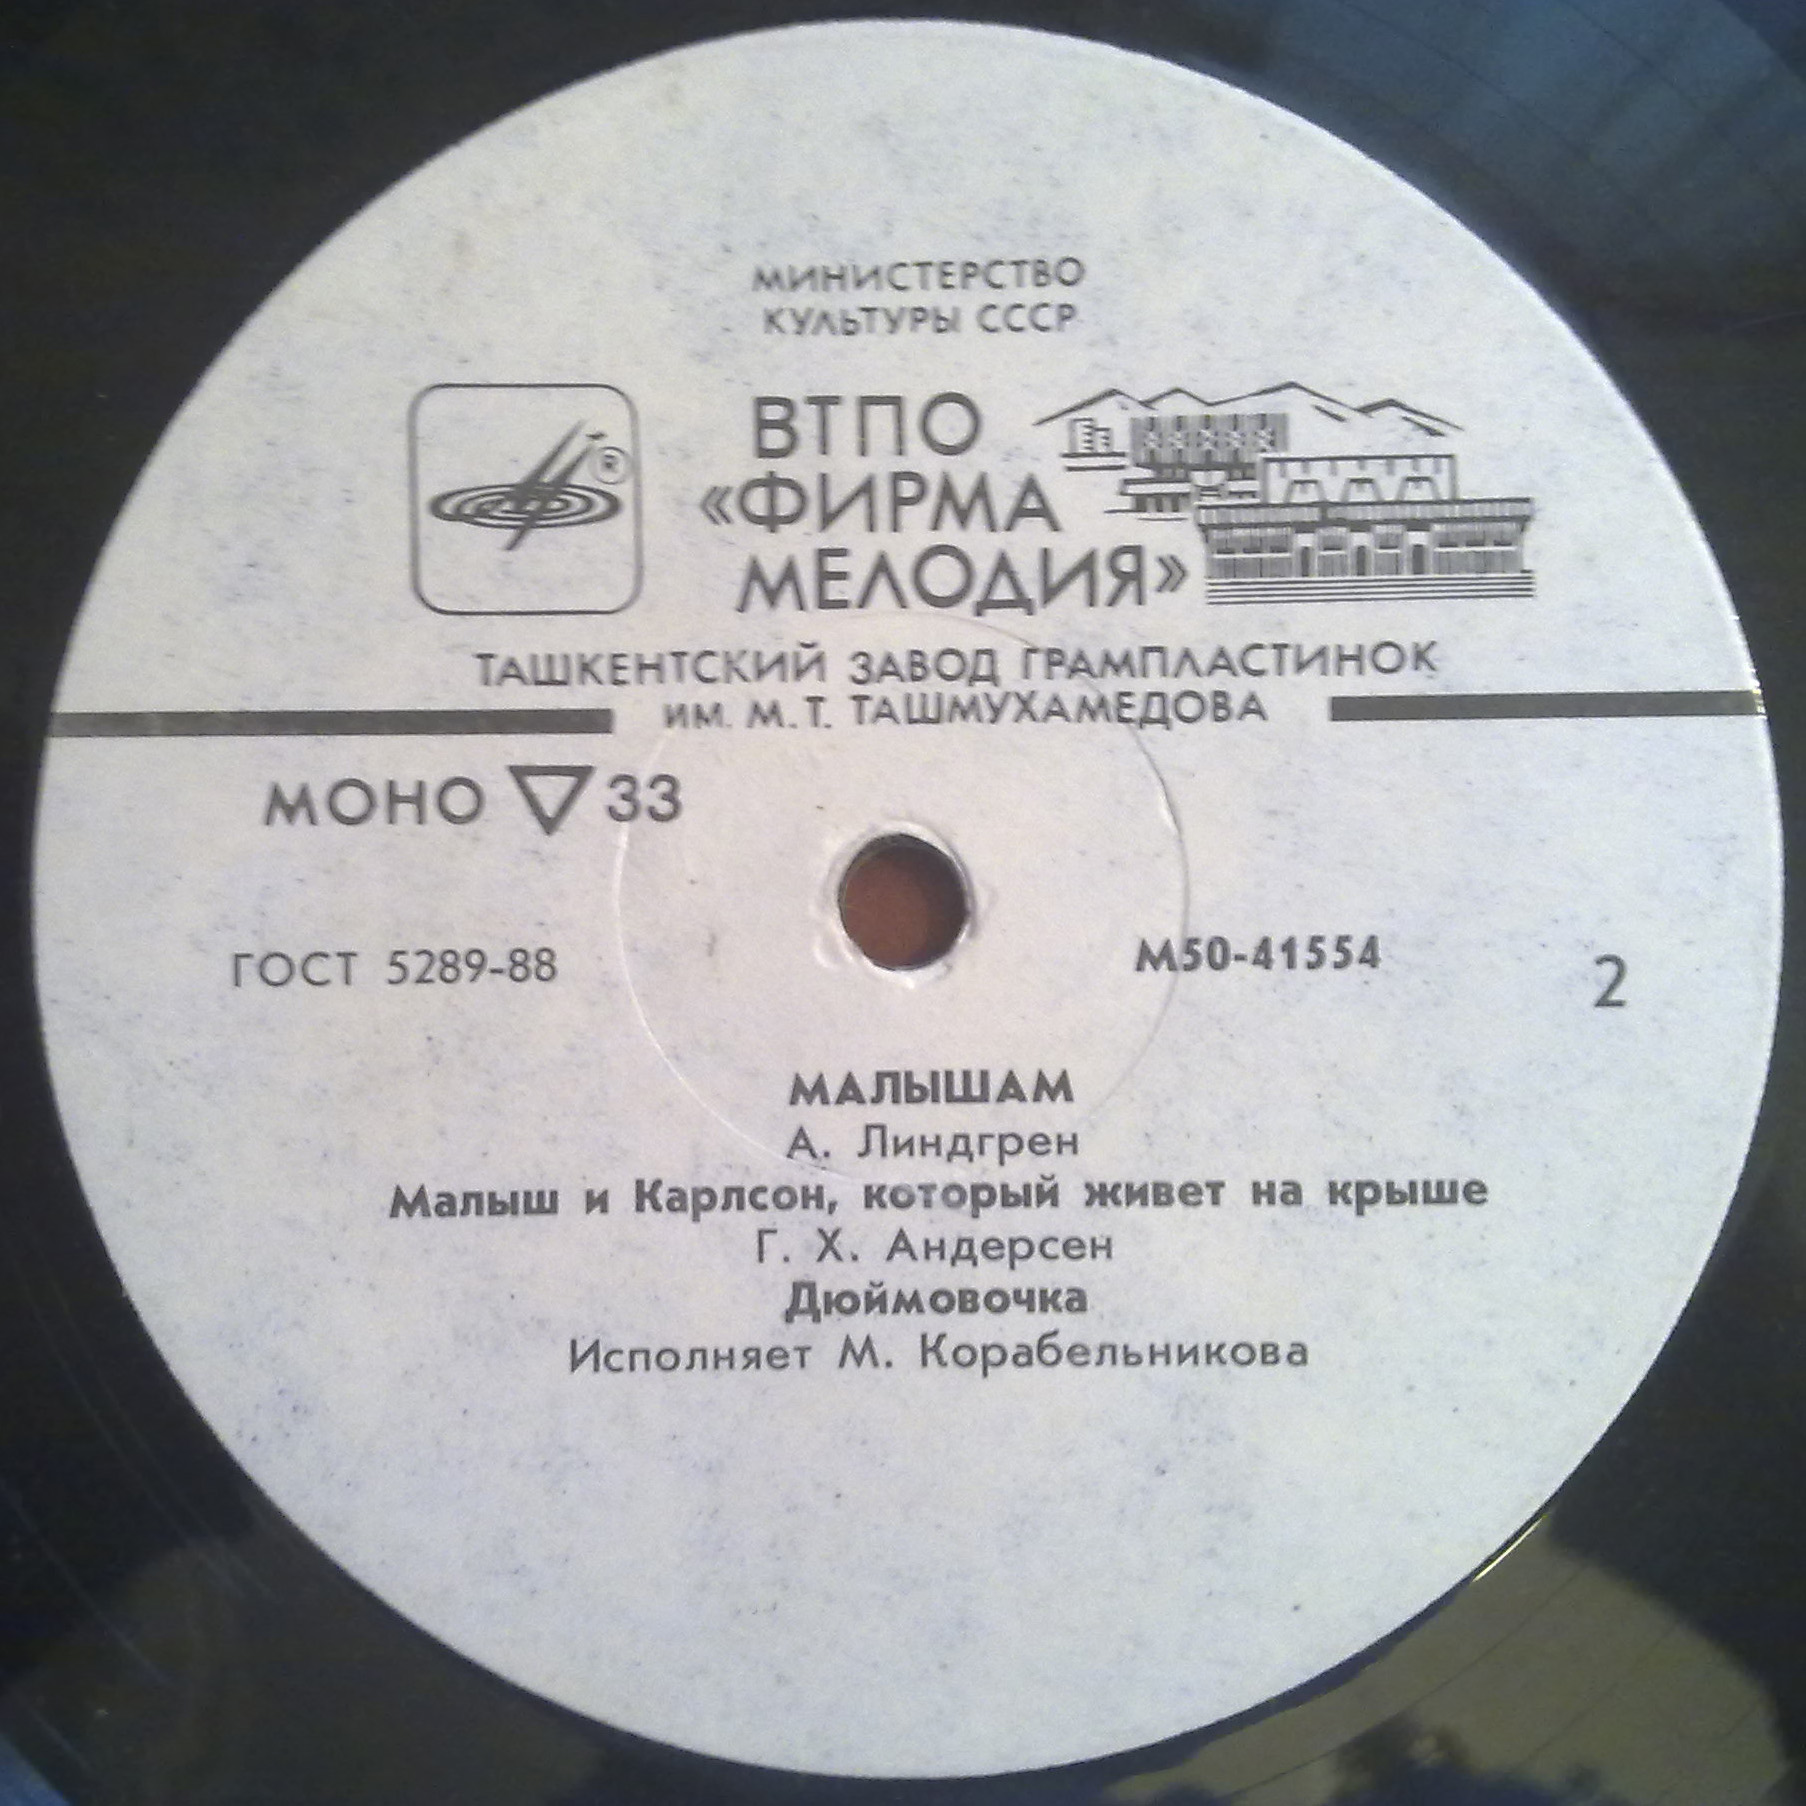 МИНИСТЕРСТВО
КУЛЬТУРЫ СССР
ВТПО
«ФИРМА
МЕЛОДИЯ»
®
ТАШКЕНТСКИЙ ЗАВОД ГРАМПЛАСТИНОК
ИМ. М. Т. ТАШМУХАМЕДОВА
МОНО ▽ 33
ГОСТ 5289-88
М50-41554
2
МАЛЫШАМ
А. Линдгрен
Малыш и Карлсон, который живет на крыше
Г. Х. Андерсен
Дюймовочка
Исполняет М. Корабельникова